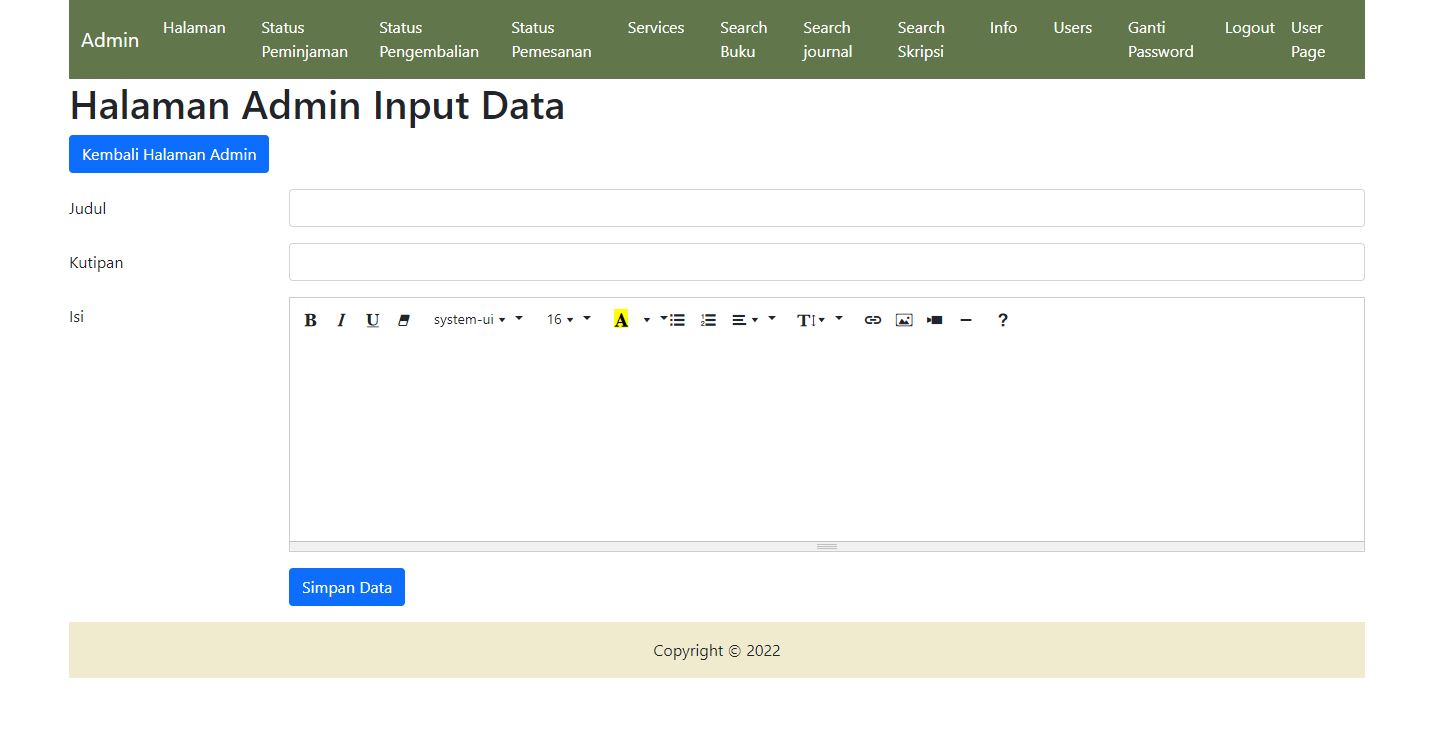 Admin Halaman Status Peminjaman Status Pengembalian Status Pemesanan Services Search Buku Search journal Search Skripsi Info Users Ganti Password Logout User Page
Halaman Admin Input Data
Kembali Halaman Admin
Judul
Kutipan
Isi
B I U system-ui 16 A T ?
Simpan Data
Copyright © 2022